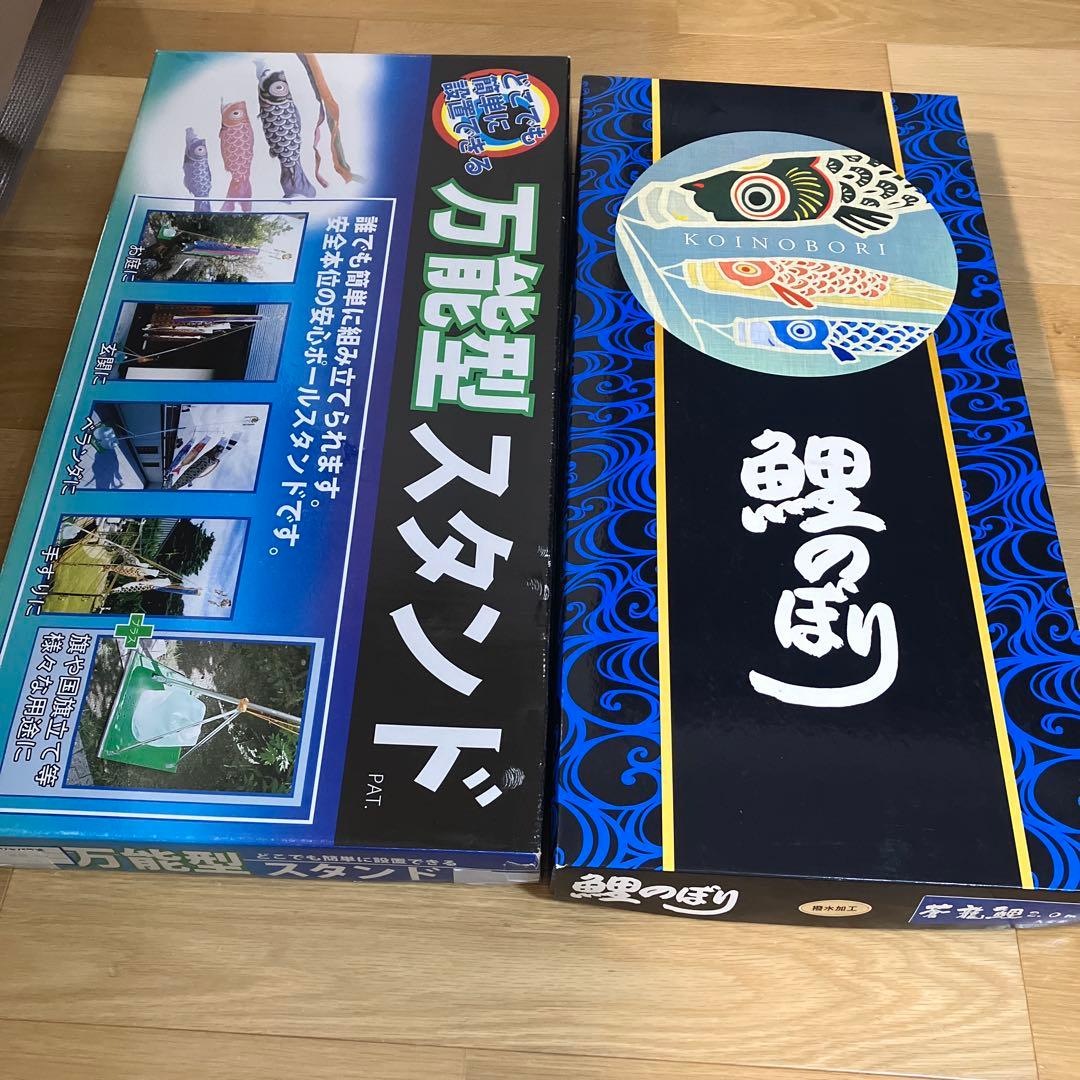 どこでも
簡単に
設置できる
万能型スタンド
PAT.
誰でも簡単に組み立てられます。
安全本位の安心ポールスタンドです。
お庭に
玄関に
ベランダに
手すりに
プラス
旗や国旗立て等
様々な用途に
どこでも簡単に設置できる
万能型スタンド
KOINOBORI
鯉のぼり
鯉のぼり
撥水加工
蒼龍鯉 2.0m